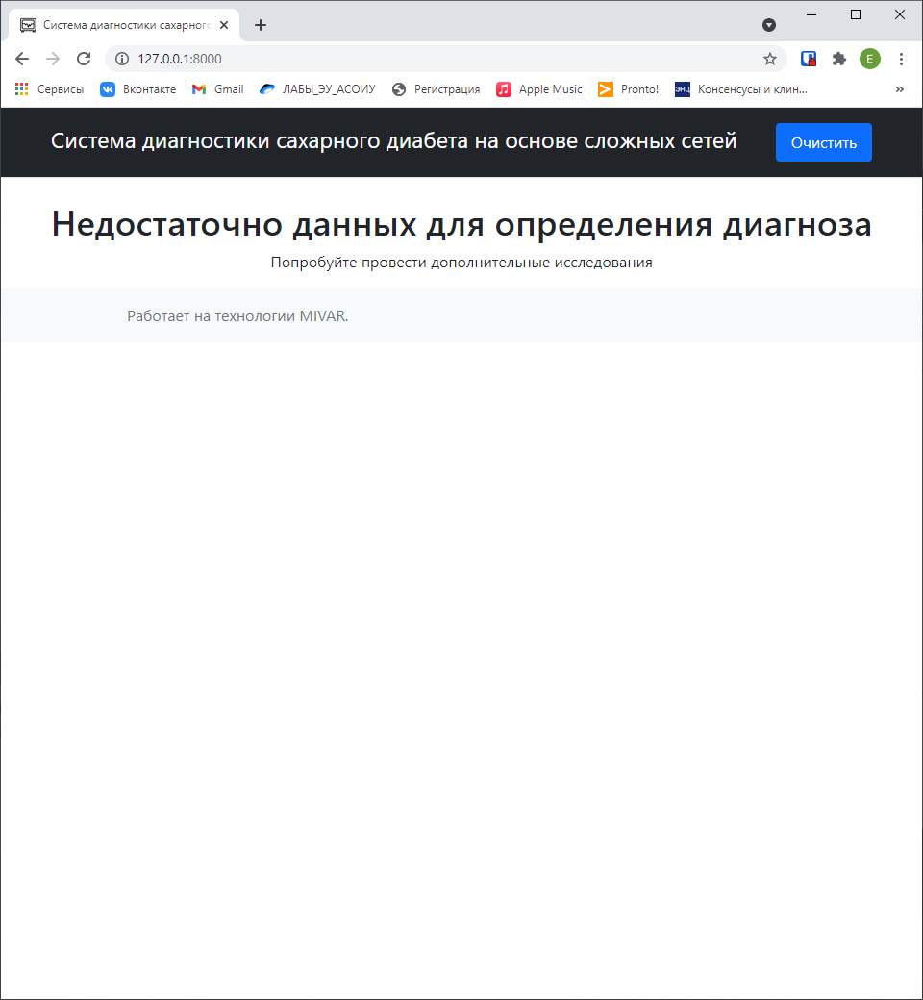 Система диагностики сахарного
127.0.0.1:8000
E
Сервисы Вконтакте Gmail ЛАБЫ_ЭУ_АСОИУ Регистрация Apple Music Pronto! ЭНЦ Консенсусы и клин... »
Система диагностики сахарного диабета на основе сложных сетей Очистить
Недостаточно данных для определения диагноза
Попробуйте провести дополнительные исследования
Работает на технологии MIVAR.